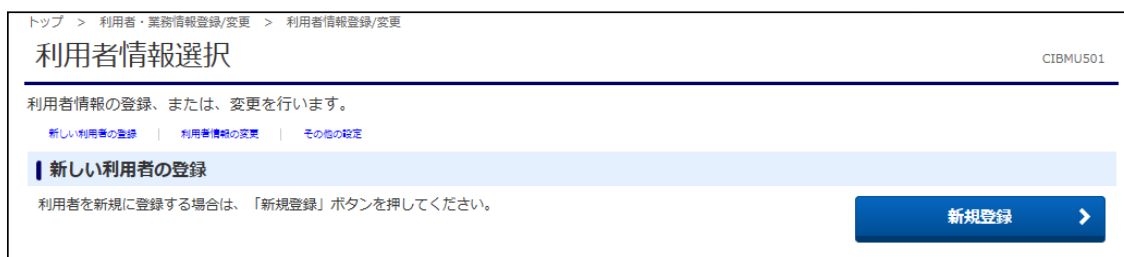 トップ > 利用者・業務情報登録/変更 > 利用者情報登録/変更
利用者情報選択
CIBMU501
利用者情報の登録、または、変更を行います。
新しい利用者の登録 | 利用者情報の変更 | その他の設定
新しい利用者の登録
利用者を新規に登録する場合は、「新規登録」ボタンを押してください。
新規登録